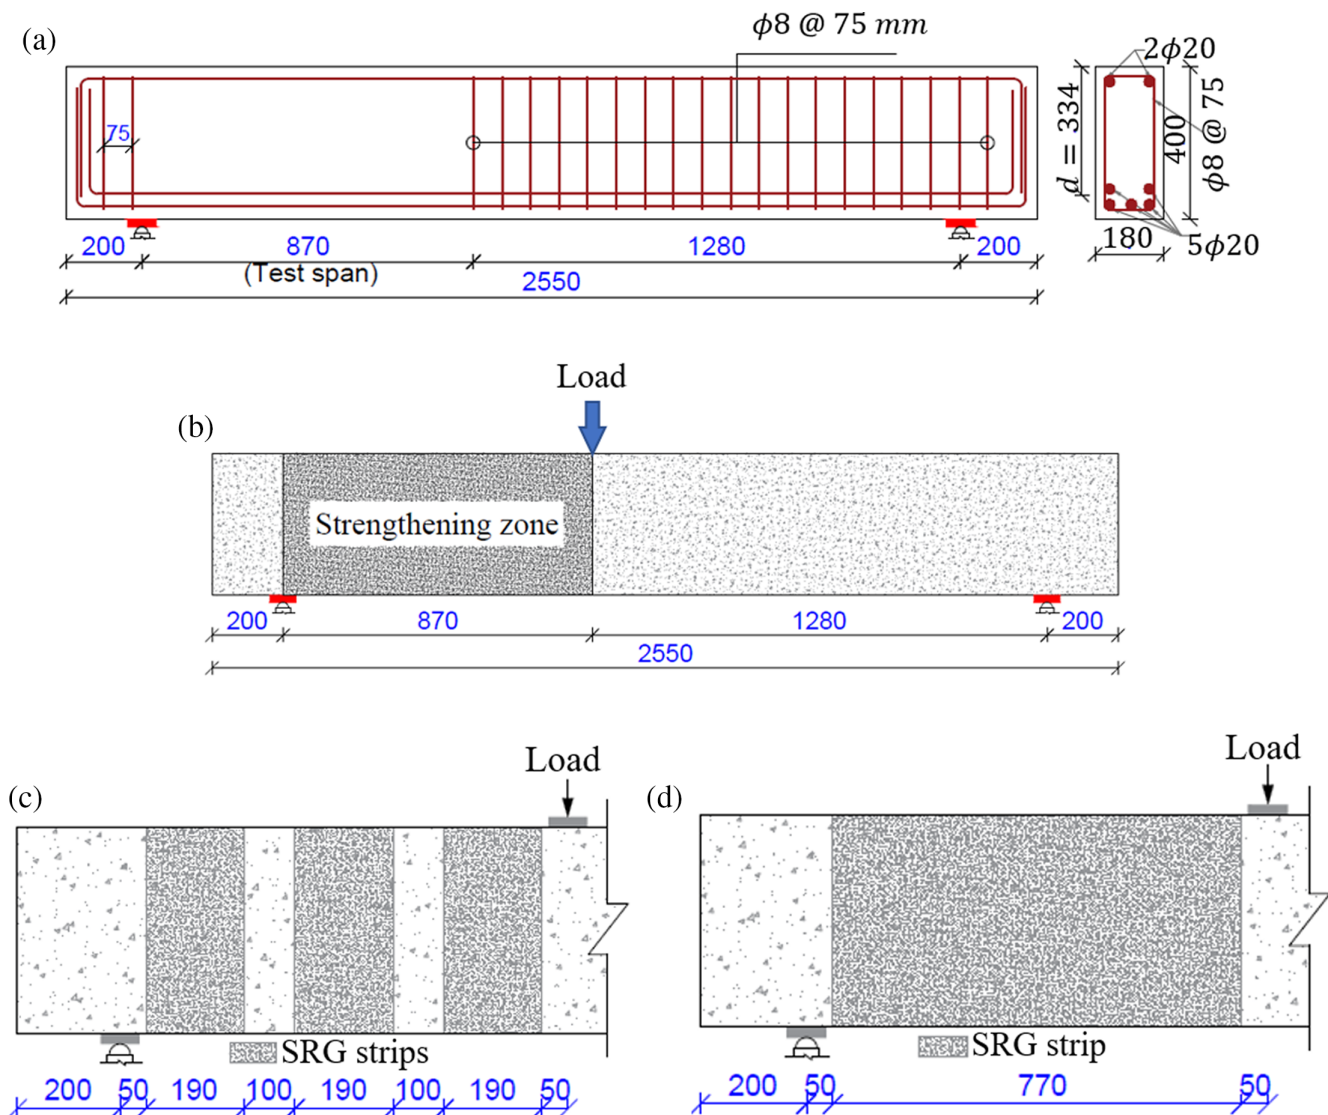 (a)
ϕ8 @ 75 mm
2ϕ20
75
d = 334
400
ϕ8 @ 75
180
5ϕ20
200 870 1280 200
(Test span)
2550
Load
(b)
Strengthening zone
200 870 1280 200
2550
Load
(c)
SRG strips
200 50 190 100 190 100 190 50
Load
(d)
SRG strip
200 50 770 50